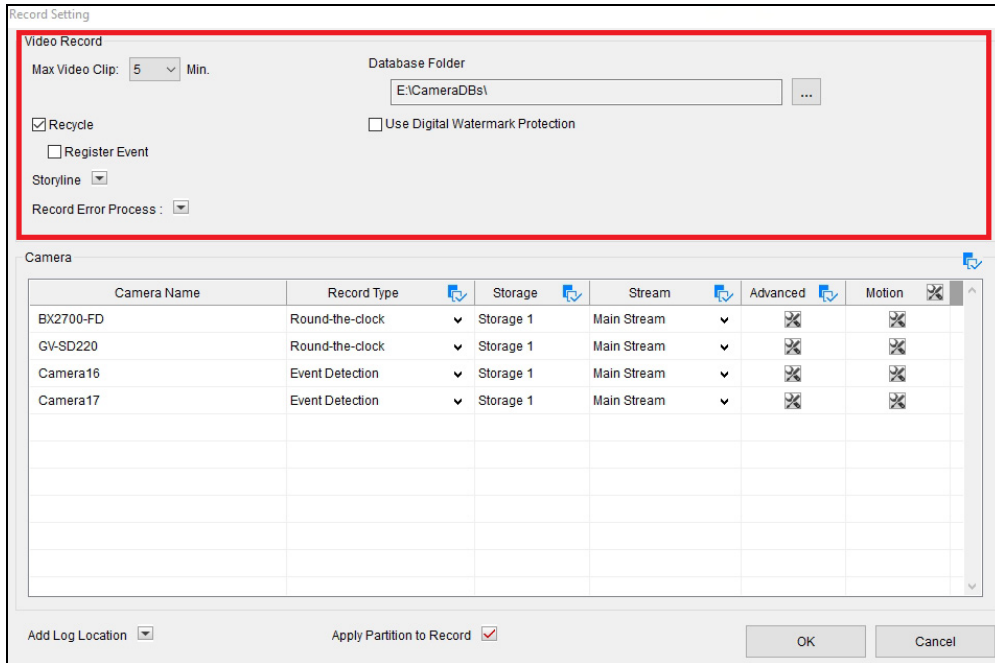 Record Setting
Video Record
Max Video Clip: 5 Min.
Database Folder
E:\CameraDBs\ ...
Recycle
Use Digital Watermark Protection
Register Event
Storyline
Record Error Process :
Camera
Camera Name Record Type Storage Stream Advanced Motion
BX2700-FD Round-the-clock Storage 1 Main Stream
GV-SD220 Round-the-clock Storage 1 Main Stream
Camera16 Event Detection Storage 1 Main Stream
Camera17 Event Detection Storage 1 Main Stream
Add Log Location Apply Partition to Record OK Cancel